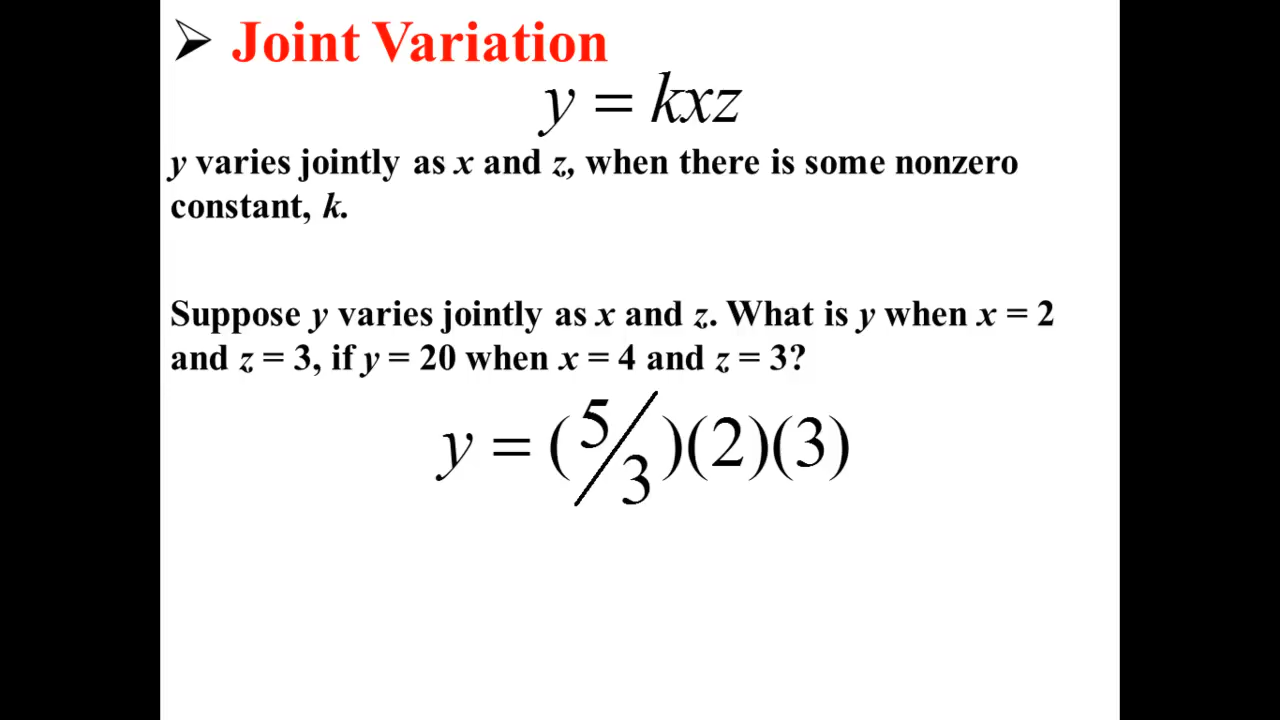 ➢ Joint Variation
y = kxz
y varies jointly as x and z, when there is some nonzero
constant, k.
Suppose y varies jointly as x and z. What is y when x = 2
and z = 3, if y = 20 when x = 4 and z = 3?
y = (5/3)(2)(3)